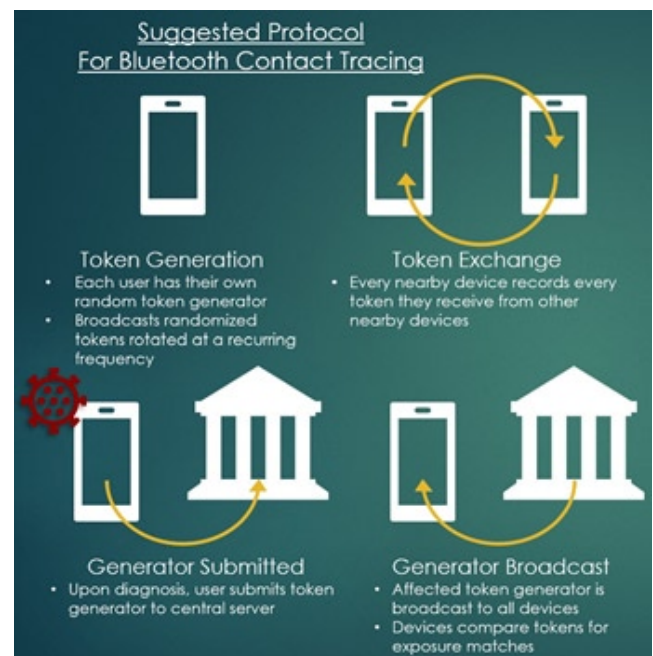 Suggested Protocol
For Bluetooth Contact Tracing
Token Generation
• Each user has their own
random token generator
• Broadcasts randomized
tokens rotated at a recurring
frequency
Token Exchange
• Every nearby device records every
token they receive from other
nearby devices
Generator Submitted
• Upon diagnosis, user submits token
generator to central server
Generator Broadcast
• Affected token generator is
broadcast to all devices
• Devices compare tokens for
exposure matches